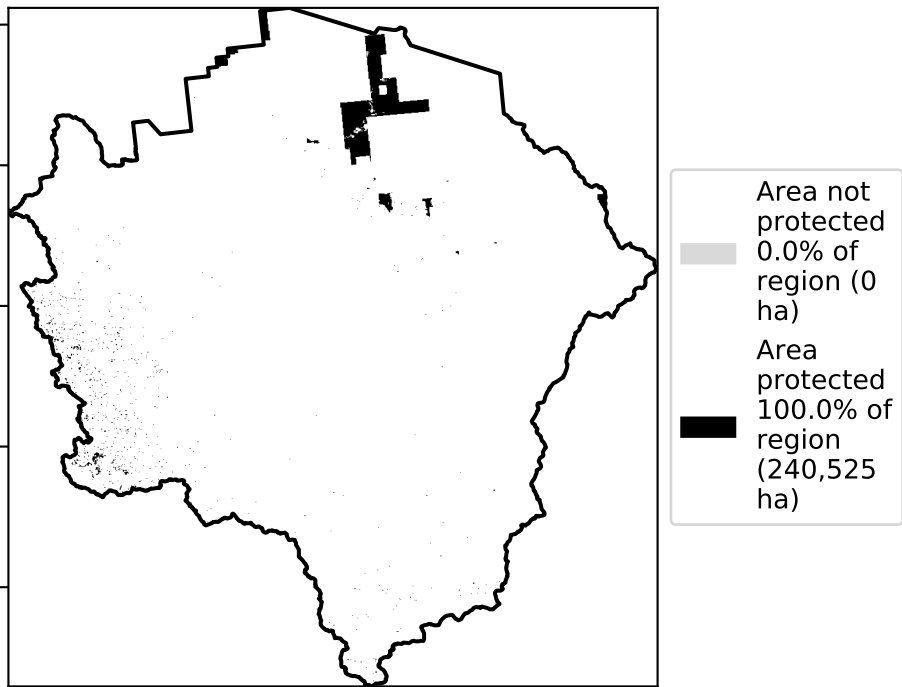 Area not
protected
0.0% of
region (0
ha)
Area
protected
100.0% of
region
(240,525
ha)